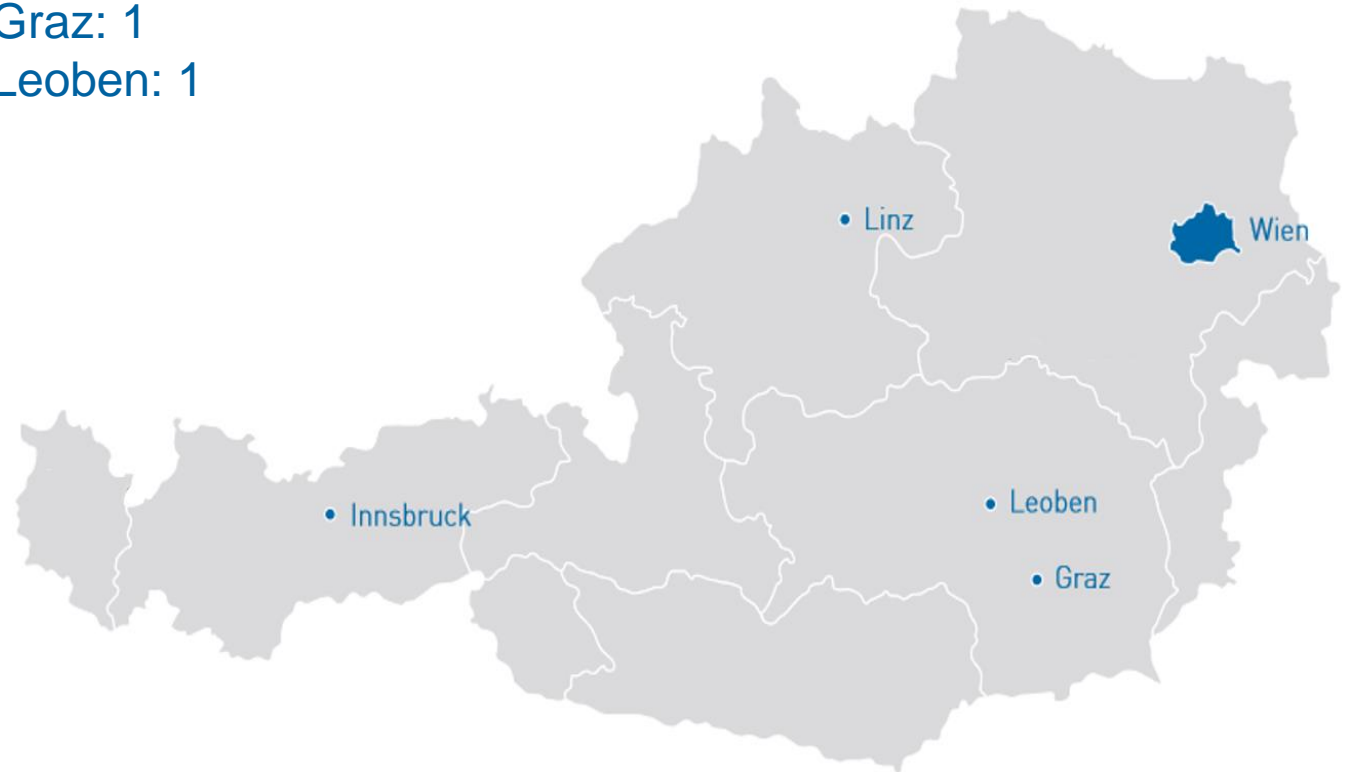 Graz: 1
Leoben: 1
Linz
Wien
Innsbruck
Leoben
Graz